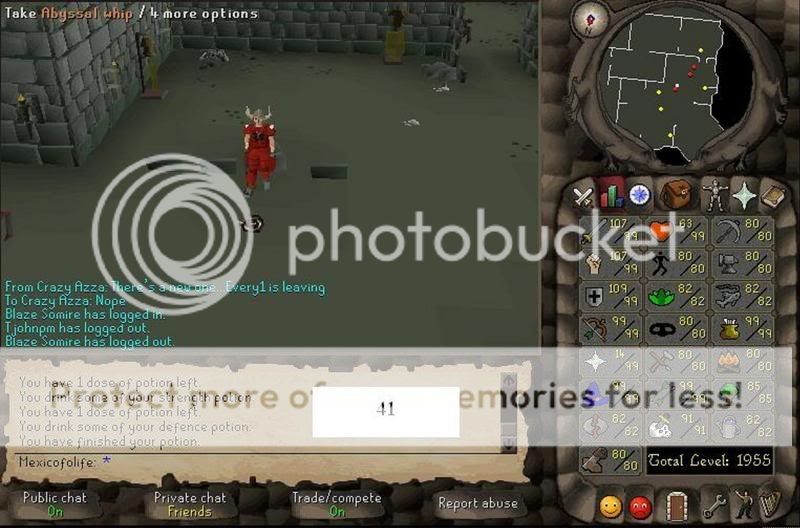 Take Abyssal whip / 4 more options
N
photobucket
From Crazy Azza: There's a new one..Every1 is leaving
To Crazy Azza: Nope
Blaze Somire has logged in.
Tjohnpm has logged out.
Blaze Somire has logged out.
You have 1 dose of potion left.
You drink some of your strength potion.
You have 1 dose of potion left.
You drink some of your defence potion.
You have finished your potion.
Mexicofolife: *
Protect more of emories for less!
41
107/99 63/99 80/80
107/99 80/80 80/80
109/99 82/82 82/82
99/99 80/80 99/99
14/99 80/80 80/80
85/85
82/82 91/91 82/82
80/80 Total Level: 1955
Public chat
On
Private chat
Friends
Trade/compete
On
Report abuse